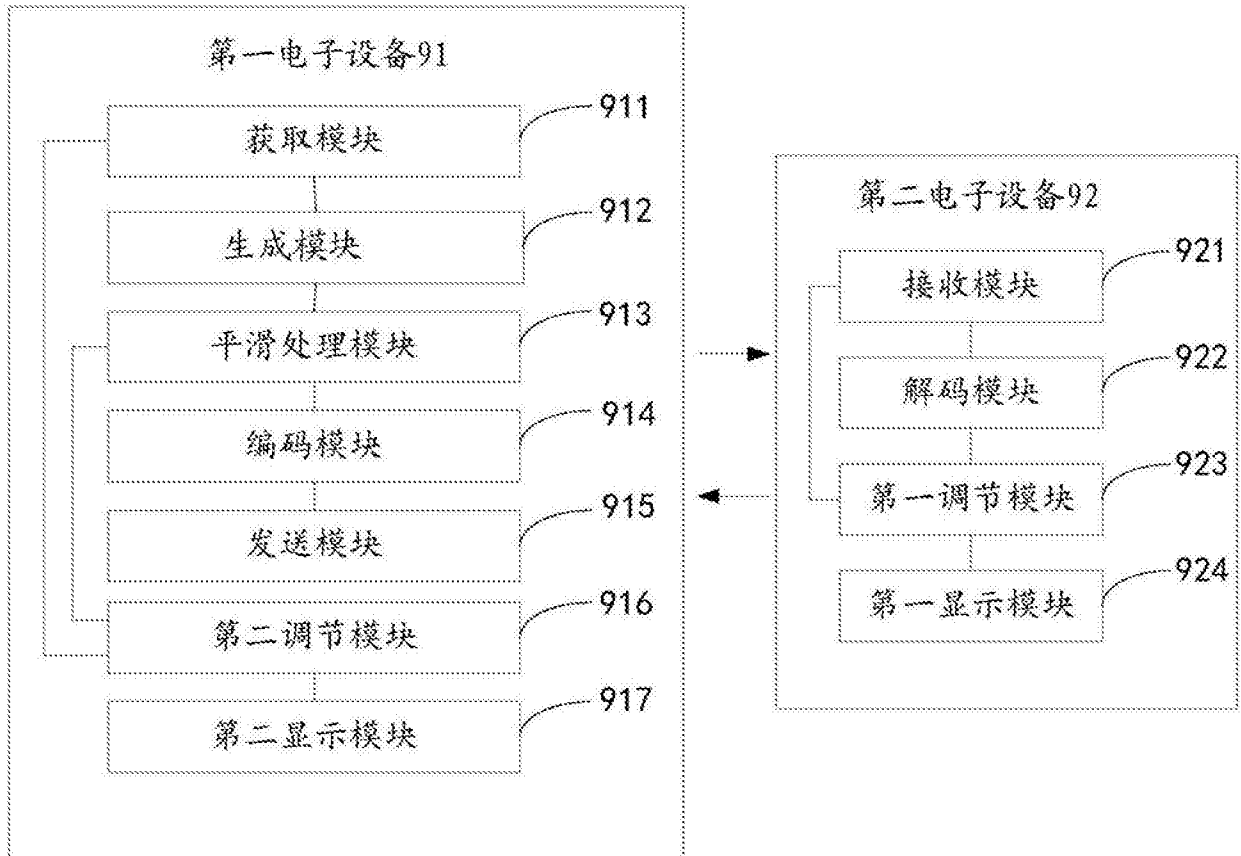 第一电子设备91
911
获取模块
912
生成模块
913
平滑处理模块
914
编码模块
915
发送模块
916
第二调节模块
917
第二显示模块
第二电子设备92
921
接收模块
922
解码模块
923
第一调节模块
924
第一显示模块